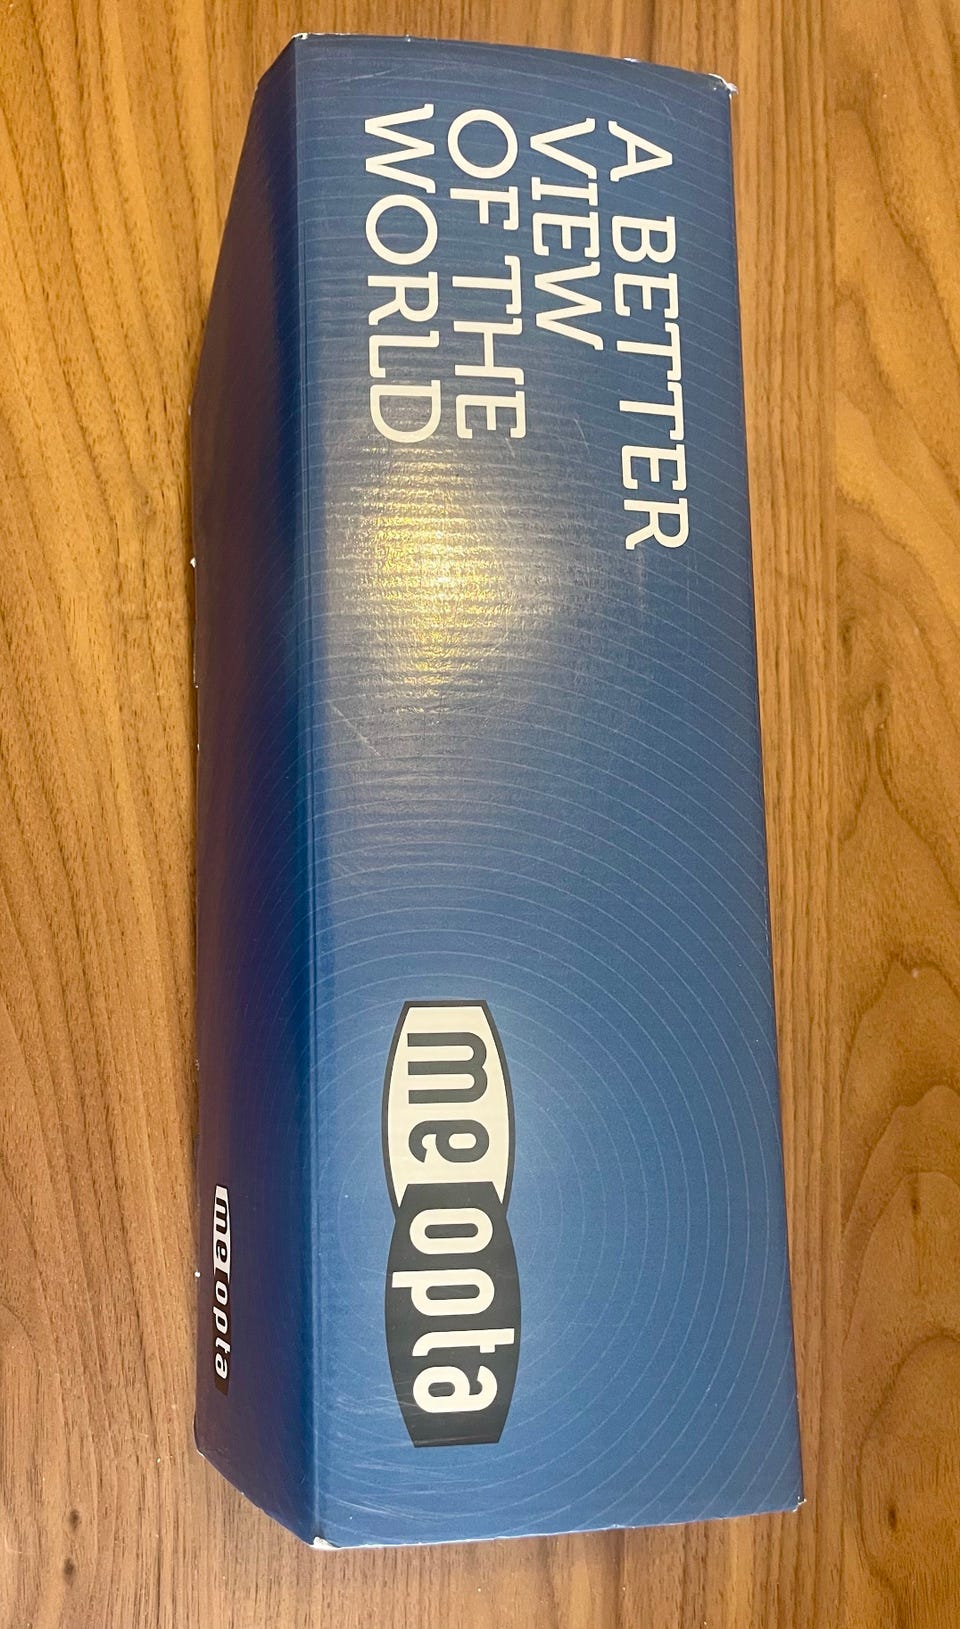 A BETTER
VIEW
OF THE
WORLD
meopta
meopta